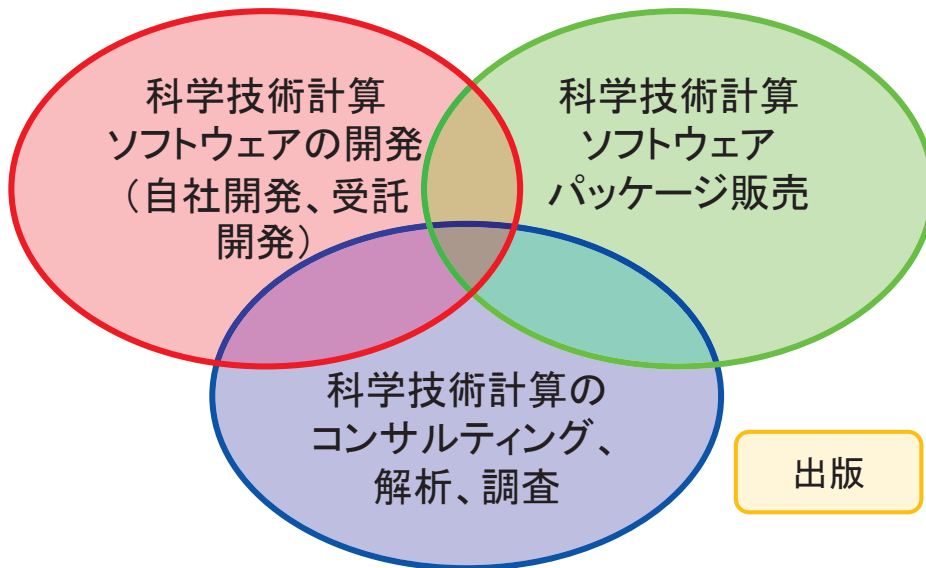 科学技術計算
ソフトウェアの開発
（自社開発、受託
開発）
科学技術計算
ソフトウェア
パッケージ販売
科学技術計算の
コンサルティング、
解析、調査
出版